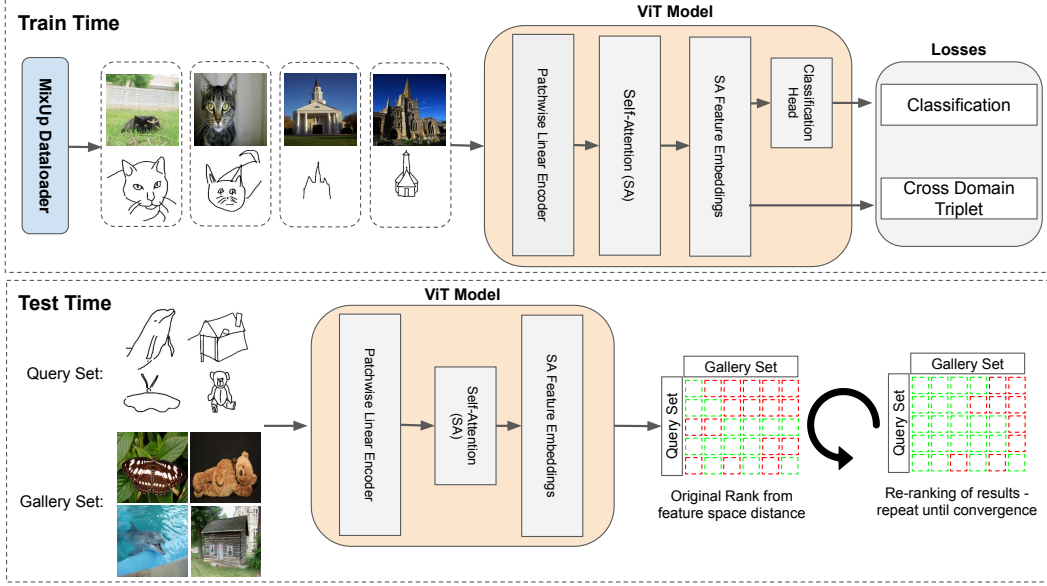 Train Time
ViT Model
Losses
MixUp Dataloader
Patchwise Linear Encoder
Self-Attention (SA)
SA Feature Embeddings
Classification
Head
Classification
Cross Domain
Triplet
Test Time
ViT Model
Query Set:
Gallery Set:
Patchwise Linear Encoder
Self-Attention
(SA)
SA Feature Embeddings
Gallery Set
Query Set
Original Rank from
feature space distance
Gallery Set
Query Set
Re-ranking of results -
repeat until convergence